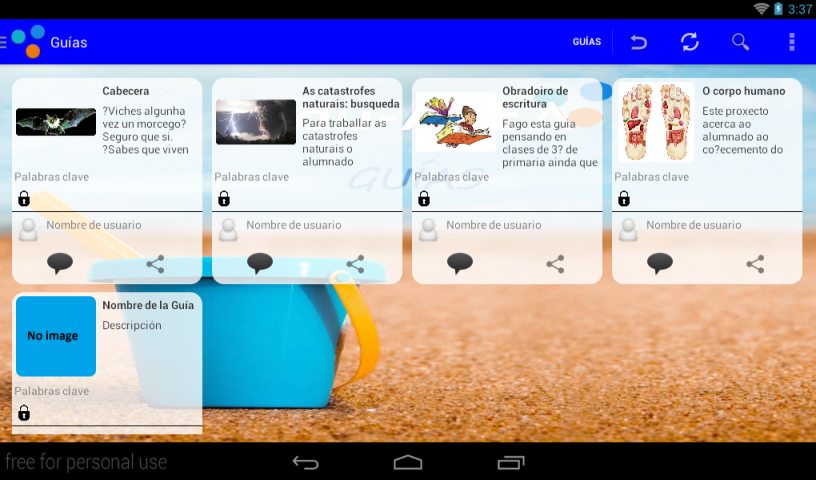 3:37
Guías
GUÍAS
Cabecera
?Viches algunha
vez un morcego?
Seguro que si.
?Sabes que viven
Palabras clave
Nombre de usuario
As catastrofes
naturais: busqueda
Para traballar as
catastrofes
naturais o
alumnado
Palabras clave
Nombre de usuario
Obradoiro de
escritura
Fago esta guia
pensando en
clases de 3? de
primaria ainda que
Palabras clave
Nombre de usuario
O corpo humano
Este proxecto
acerca ao
alumnado ao
co?ecemento do
Palabras clave
Nombre de usuario
GUÍAS
No image
Nombre de la Guía
Descripción
Palabras clave
free for personal use